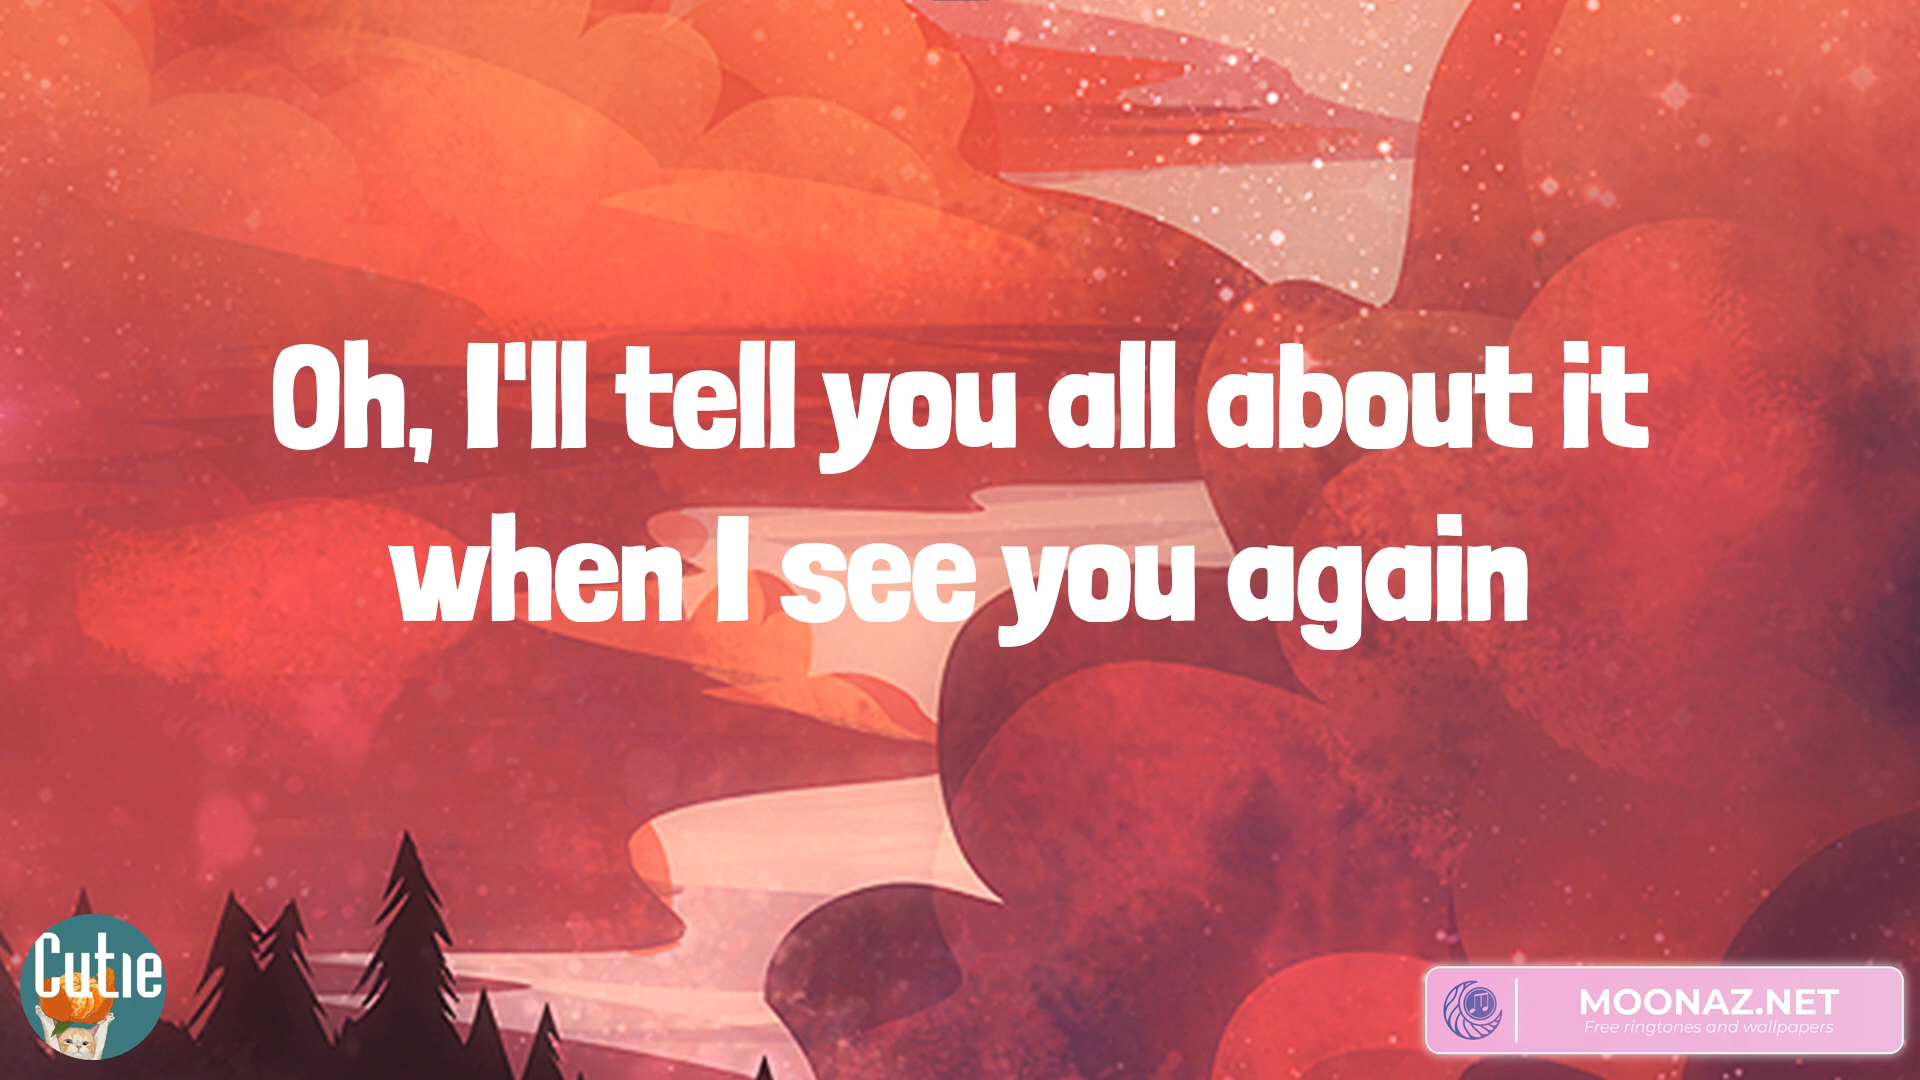 Oh, I'll tell you all about it
when I see you again
Cutie
MOONAZ.NET
Free ringtones and wallpapers